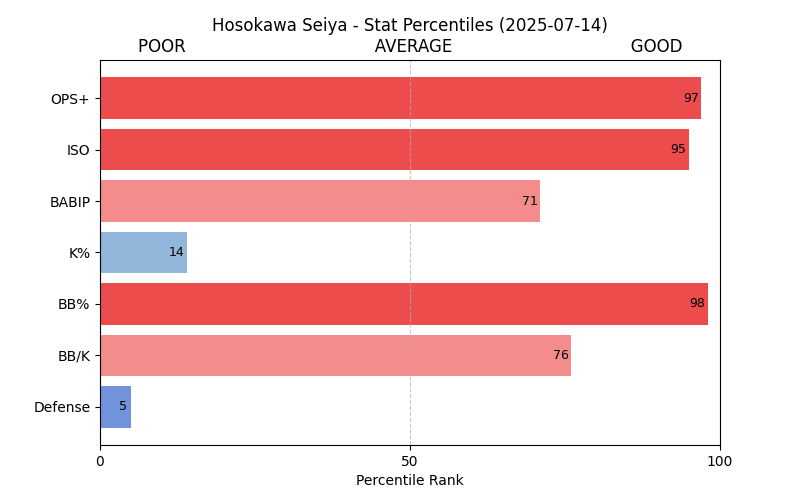 Hosokawa Seiya - Stat Percentiles (2025-07-14)
POOR AVERAGE GOOD
OPS+ 97
ISO 95
BABIP 71
K% 14
BB% 98
BB/K 76
Defense 5
0 50 100
Percentile Rank